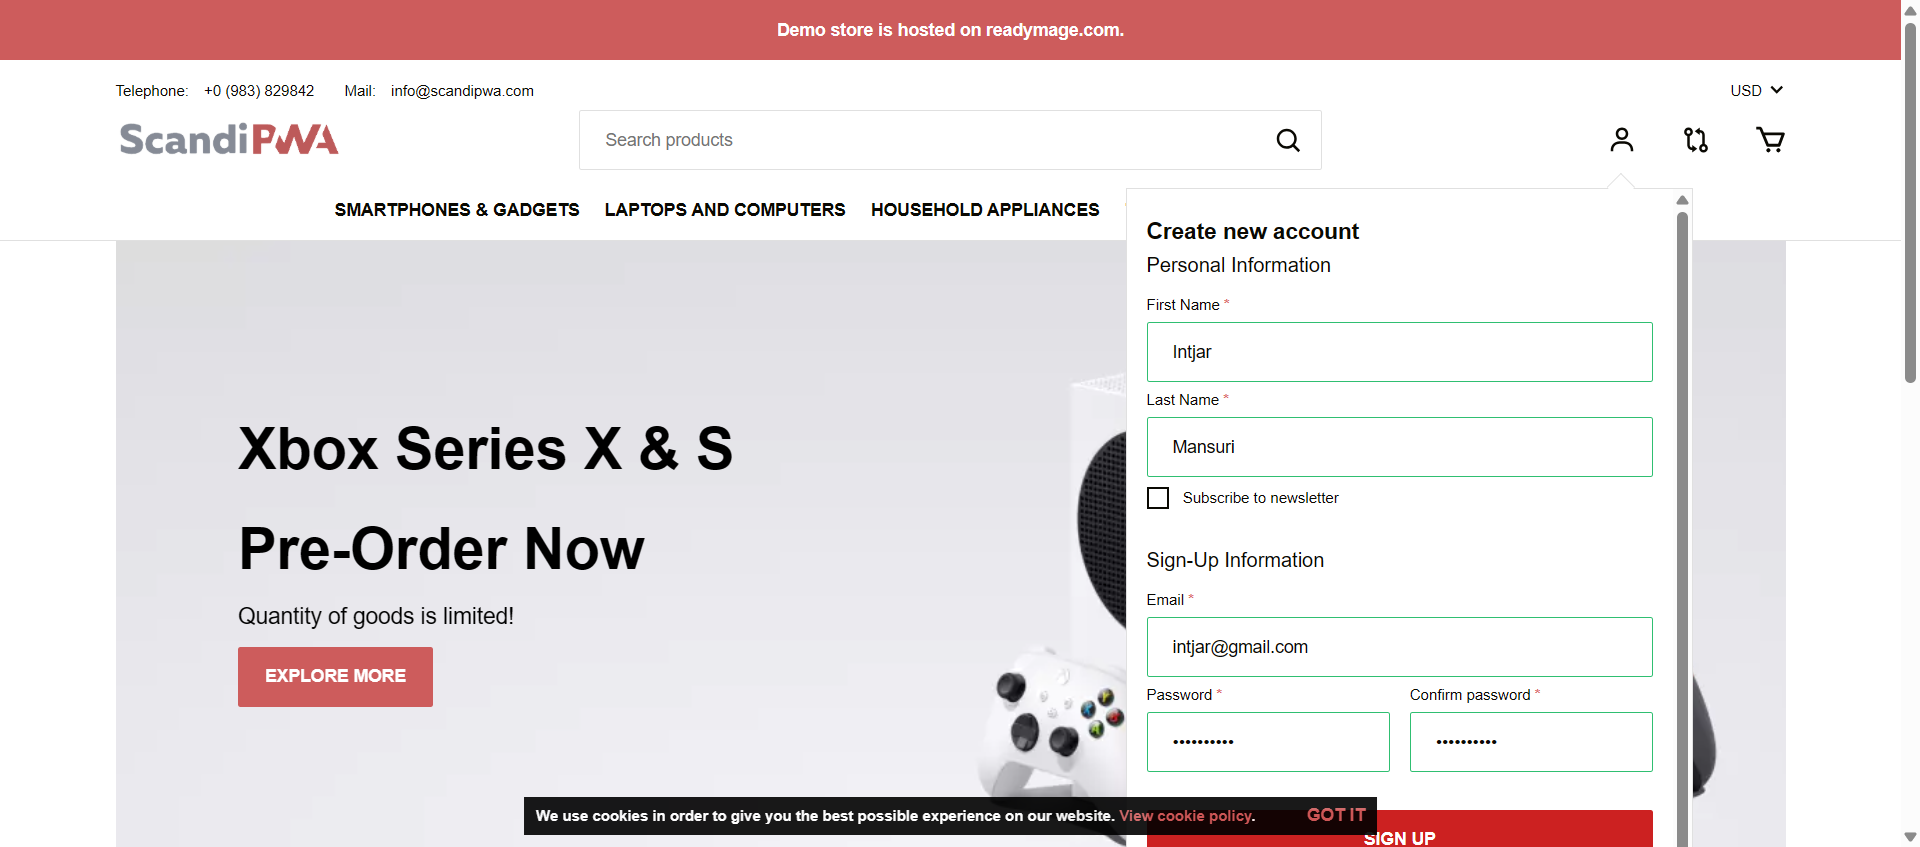 Demo store is hosted on readymage.com.
Telephone: +0 (983) 829842 Mail: info@scandipwa.com USD
ScandiPWA
Search products
SMARTPHONES & GADGETS LAPTOPS AND COMPUTERS HOUSEHOLD APPLIANCES
Create new account
Personal Information
First Name *
Intjar
Last Name *
Mansuri
Subscribe to newsletter
Sign-Up Information
Email *
intjar@gmail.com
Password * Confirm password *
•••••••••• ••••••••••
SIGN UP
Xbox Series X & S
Pre-Order Now
Quantity of goods is limited!
EXPLORE MORE
We use cookies in order to give you the best possible experience on our website. View cookie policy. GOT IT